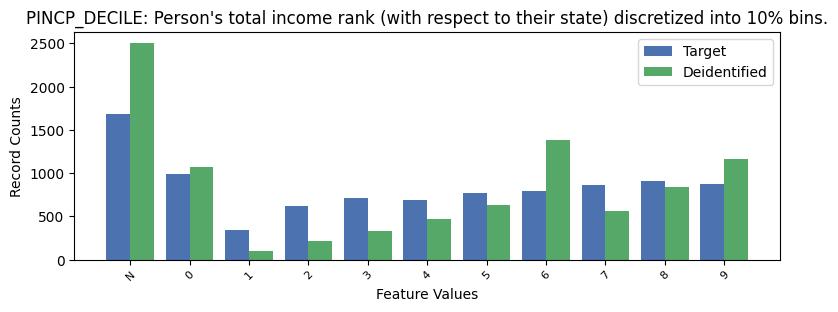 PINCP_DECILE: Person's total income rank (with respect to their state) discretized into 10% bins.
Target
Deidentified
Record Counts
2500
2000
1500
1000
500
0
N 0 1 2 3 4 5 6 7 8 9
Feature Values